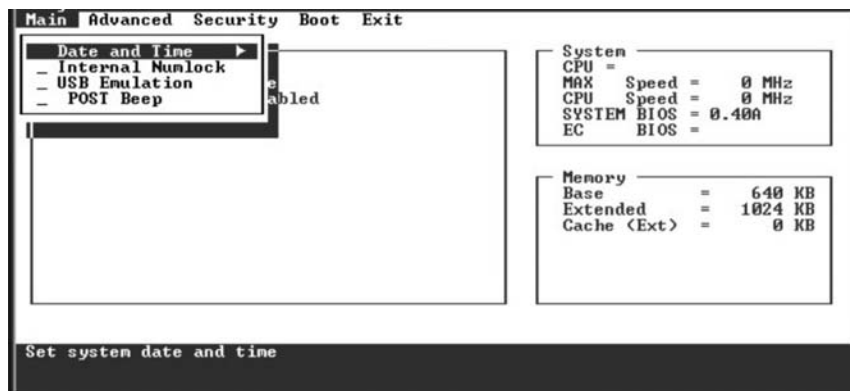 Main Advanced Security Boot Exit
Date and Time ►
_ Internal Numlock
_ USB Emulation
_ POST Beep
e
abled
System
CPU =
MAX Speed = 0 MHz
CPU Speed = 0 MHz
SYSTEM BIOS = 0.40A
EC BIOS =
Memory
Base = 640 KB
Extended = 1024 KB
Cache (Ext) = 0 KB
Set system date and time